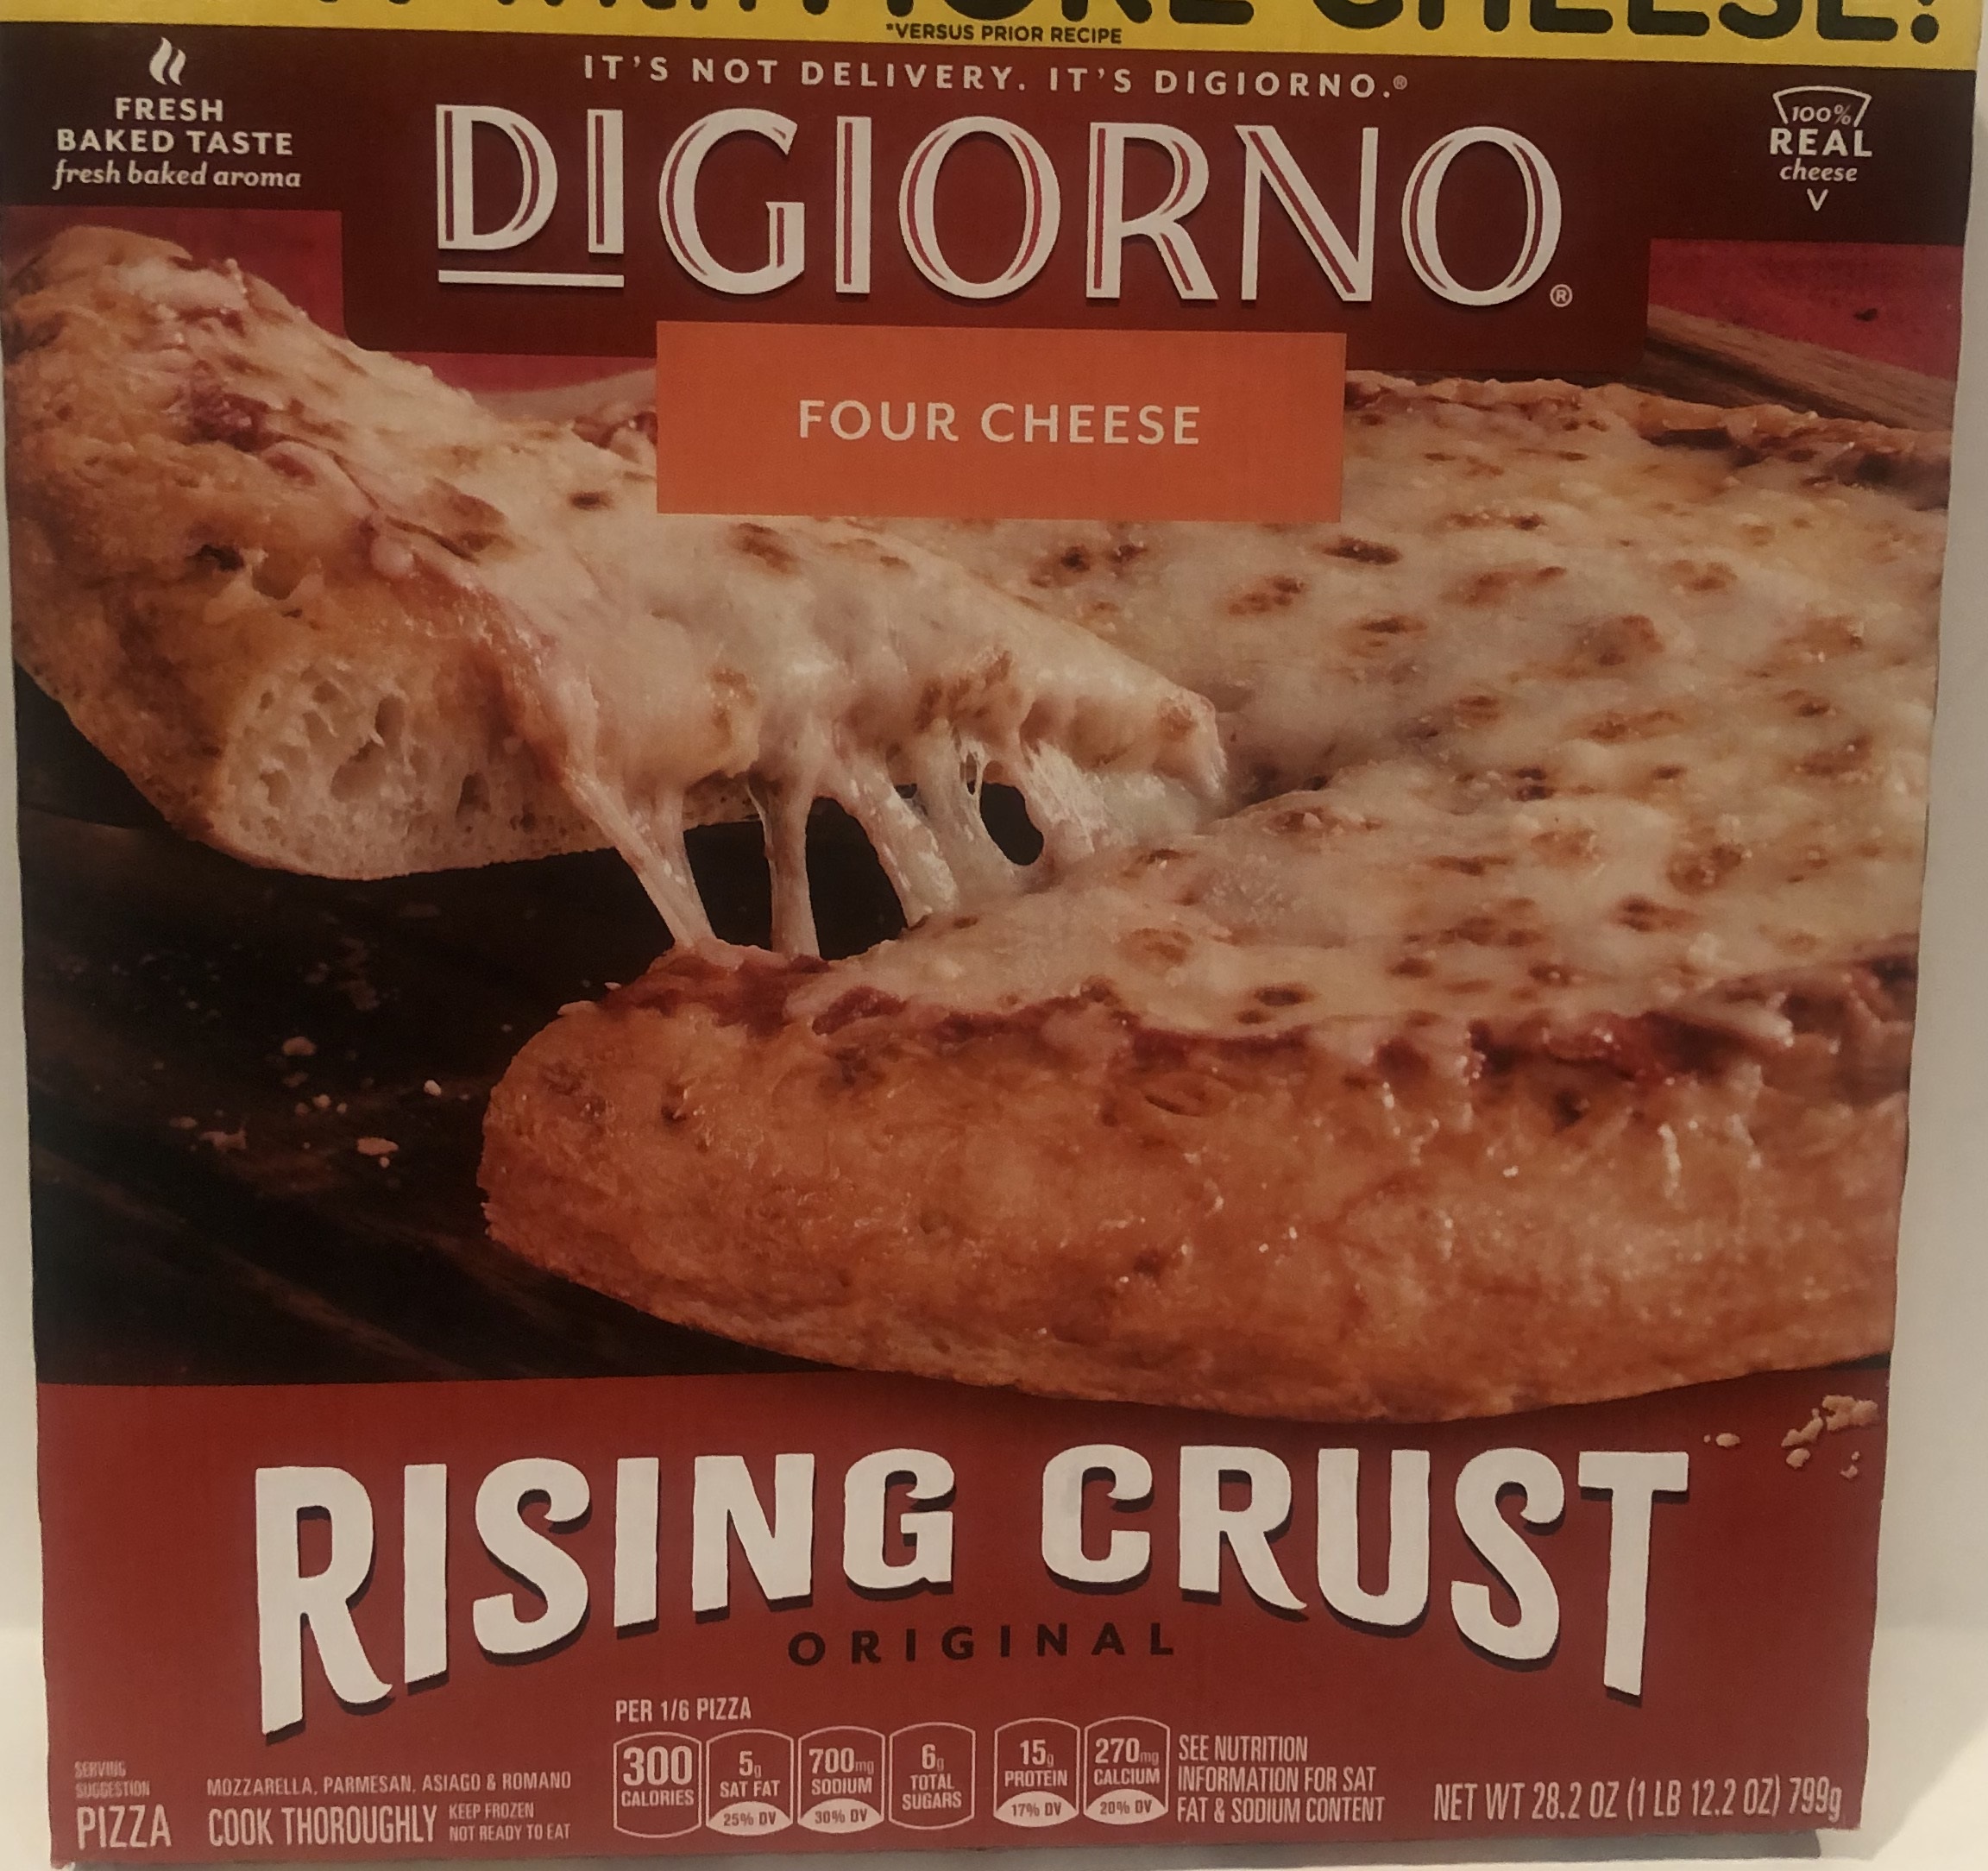 MORE CHEESE!
*VERSUS PRIOR RECIPE
IT'S NOT DELIVERY. IT'S DIGIORNO.®
FRESH
BAKED TASTE
fresh baked aroma
DIGIORNO®
100%
REAL
cheese
FOUR CHEESE
RISING CRUST
ORIGINAL
PER 1/6 PIZZA
300
CALORIES
5g
SAT FAT
25% DV
700mg
SODIUM
30% DV
6g
TOTAL
SUGARS
15g
PROTEIN
17% DV
270mg
CALCIUM
20% DV
SEE NUTRITION
INFORMATION FOR SAT
FAT & SODIUM CONTENT
SERVING
SUGGESTION
PIZZA
MOZZARELLA, PARMESAN, ASIAGO & ROMANO
COOK THOROUGHLY
KEEP FROZEN
NOT READY TO EAT
NET WT 28.2 OZ (1 LB 12.2 OZ) 799g